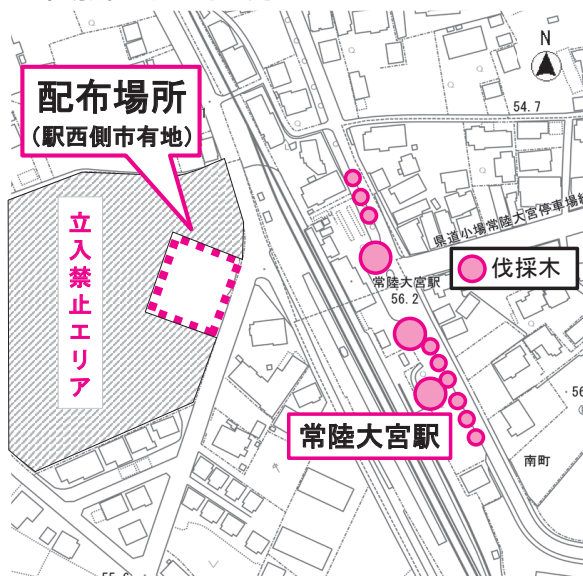 N
配布場所
(駅西側市有地)
54.7
県道小場常陸大宮停車場線
立入禁止エリア
伐採木
常陸大宮駅
56.2
常陸大宮駅
南町